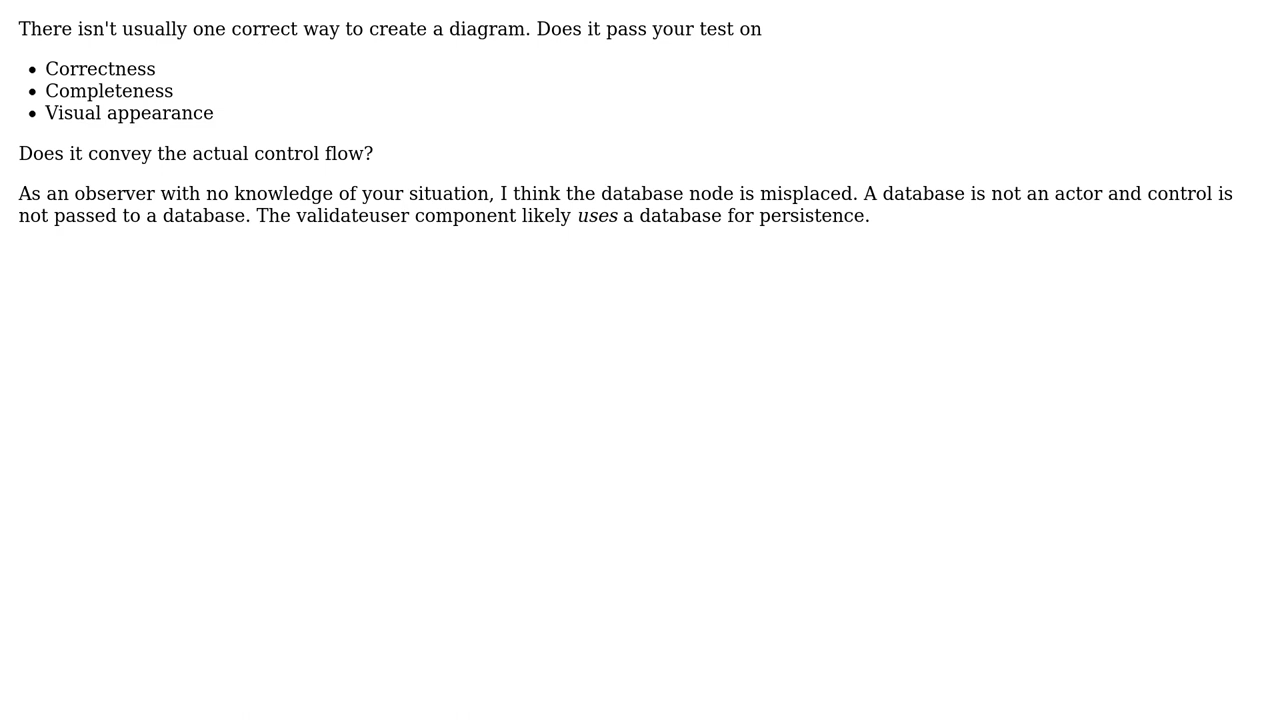 There isn't usually one correct way to create a diagram. Does it pass your test on
• Correctness
• Completeness
• Visual appearance
Does it convey the actual control flow?
As an observer with no knowledge of your situation, I think the database node is misplaced. A database is not an actor and control is
not passed to a database. The validateuser component likely uses a database for persistence.